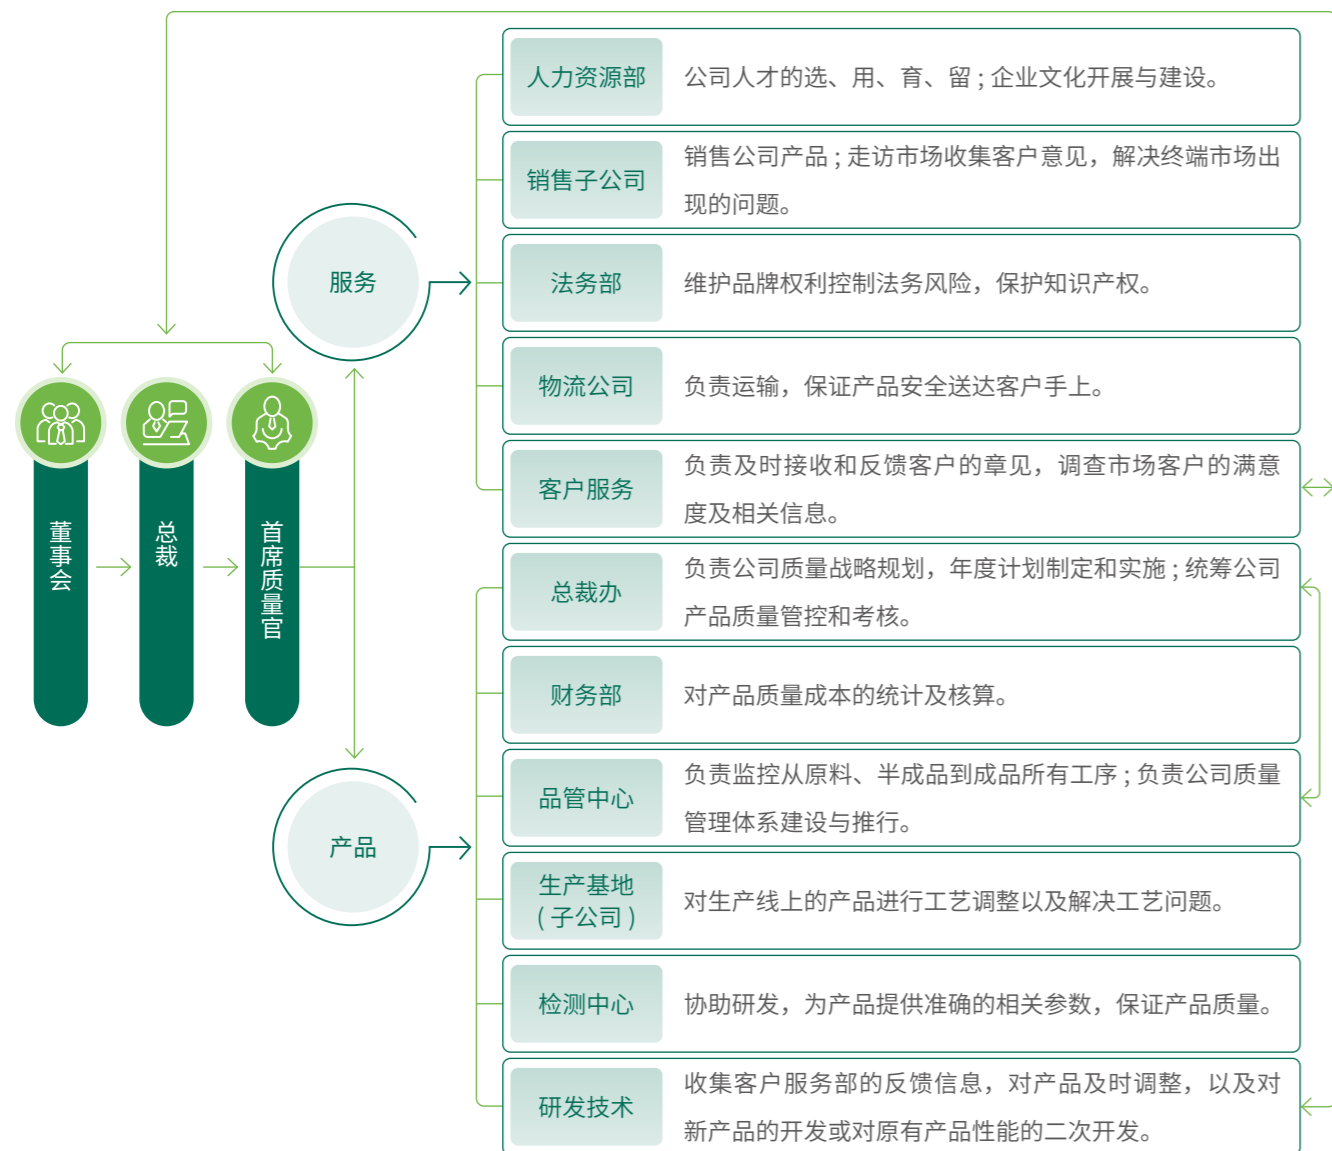 董事会
总裁
首席质量官
服务
人力资源部
公司人才的选、用、育、留；企业文化开展与建设。
销售子公司
销售公司产品；走访市场收集客户意见，解决终端市场出
现的问题。
法务部
维护品牌权利控制法务风险，保护知识产权。
物流公司
负责运输，保证产品安全送达客户手上。
客户服务
负责及时接收和反馈客户的章见，调查市场客户的满意
度及相关信息。
产品
总裁办
负责公司质量战略规划，年度计划制定和实施；统筹公司
产品质量管控和考核。
财务部
对产品质量成本的统计及核算。
品管中心
负责监控从原料、半成品到成品所有工序；负责公司质量
管理体系建设与推行。
生产基地
(子公司)
对生产线上的产品进行工艺调整以及解决工艺问题。
检测中心
协助研发，为产品提供准确的相关参数，保证产品质量。
研发技术
收集客户服务部的反馈信息，对产品及时调整，以及对
新产品的开发或对原有产品性能的二次开发。